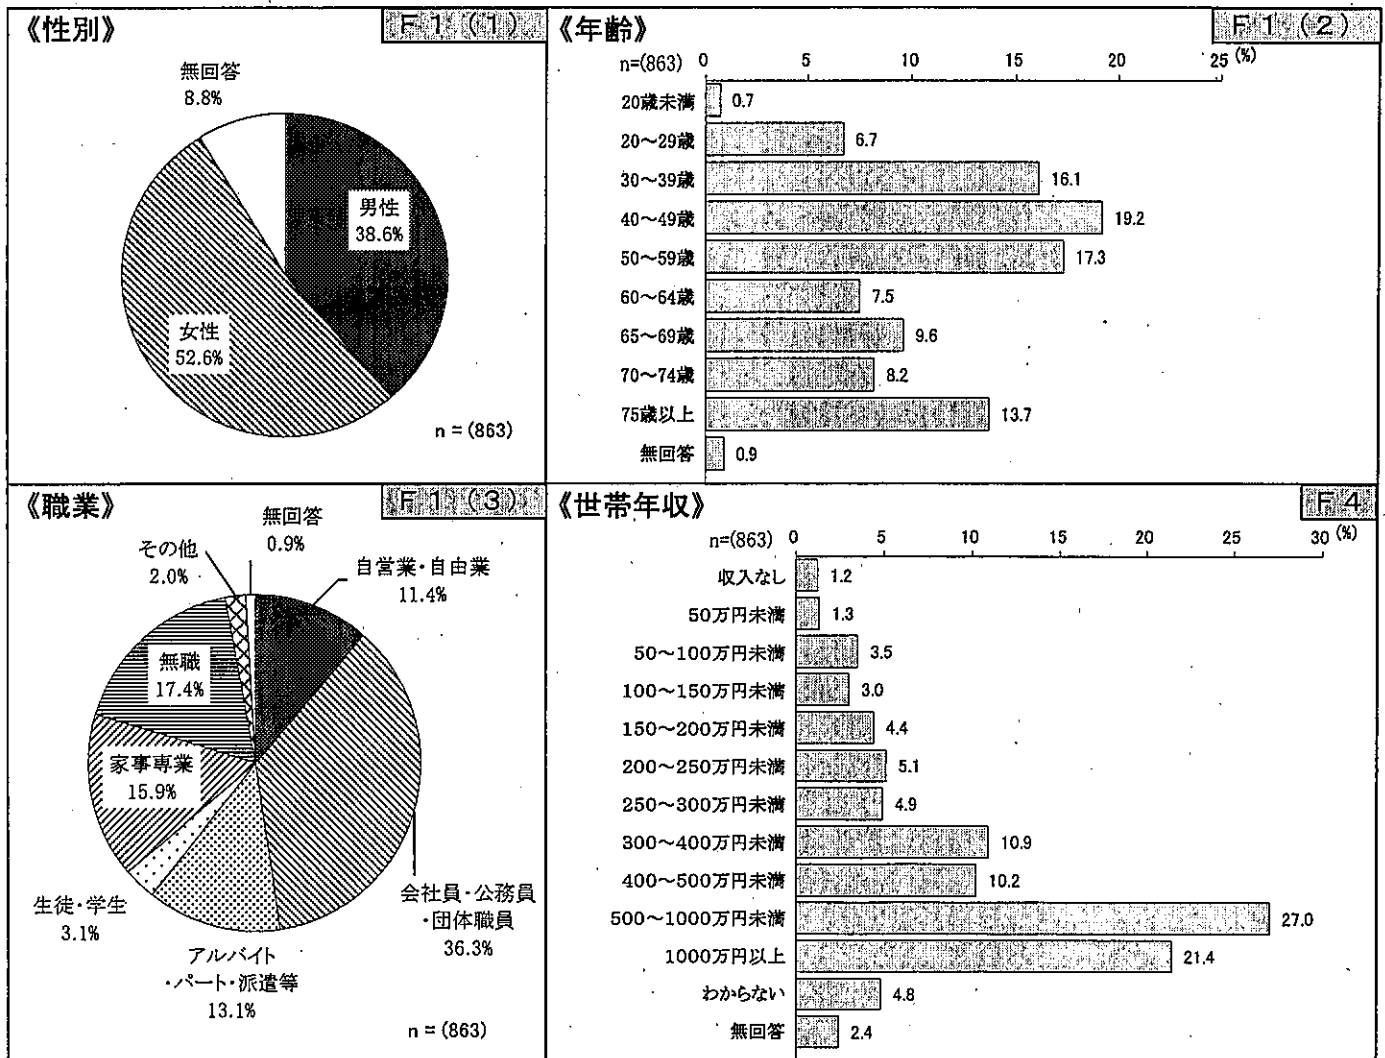 《性別》
F1(1)
無回答
8.8%
男性
38.6%
女性
52.6%
n = (863)
《年齢》
F1(2)
n=(863) 0 5 10 15 20 25 (%)
20歳未満 0.7
20～29歳 6.7
30～39歳 16.1
40～49歳 19.2
50～59歳 17.3
60～64歳 7.5
65～69歳 9.6
70～74歳 8.2
75歳以上 13.7
無回答 0.9
《職業》
F1(3)
無回答
0.9%
その他
2.0%
自営業・自由業
11.4%
無職
17.4%
家事専業
15.9%
生徒・学生
3.1%
アルバイト
・パート・派遣等
13.1%
会社員・公務員
・団体職員
36.3%
n = (863)
《世帯年収》
F4
n=(863) 0 5 10 15 20 25 30 (%)
収入なし 1.2
50万円未満 1.3
50～100万円未満 3.5
100～150万円未満 3.0
150～200万円未満 4.4
200～250万円未満 5.1
250～300万円未満 4.9
300～400万円未満 10.9
400～500万円未満 10.2
500～1000万円未満 27.0
1000万円以上 21.4
わからない 4.8
無回答 2.4